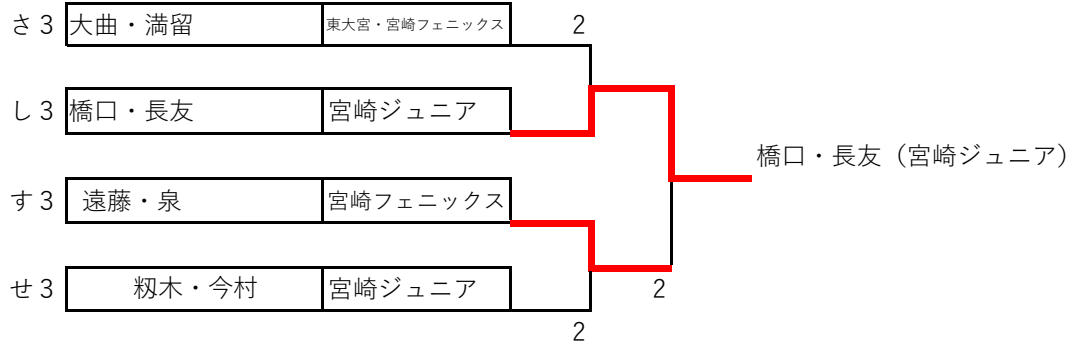 さ３ 大曲・満留 東大宮・宮崎フェニックス 2
し３ 橋口・長友 宮崎ジュニア
橋口・長友（宮崎ジュニア）
す３ 遠藤・泉 宮崎フェニックス
せ３ 籾木・今村 宮崎ジュニア 2
2